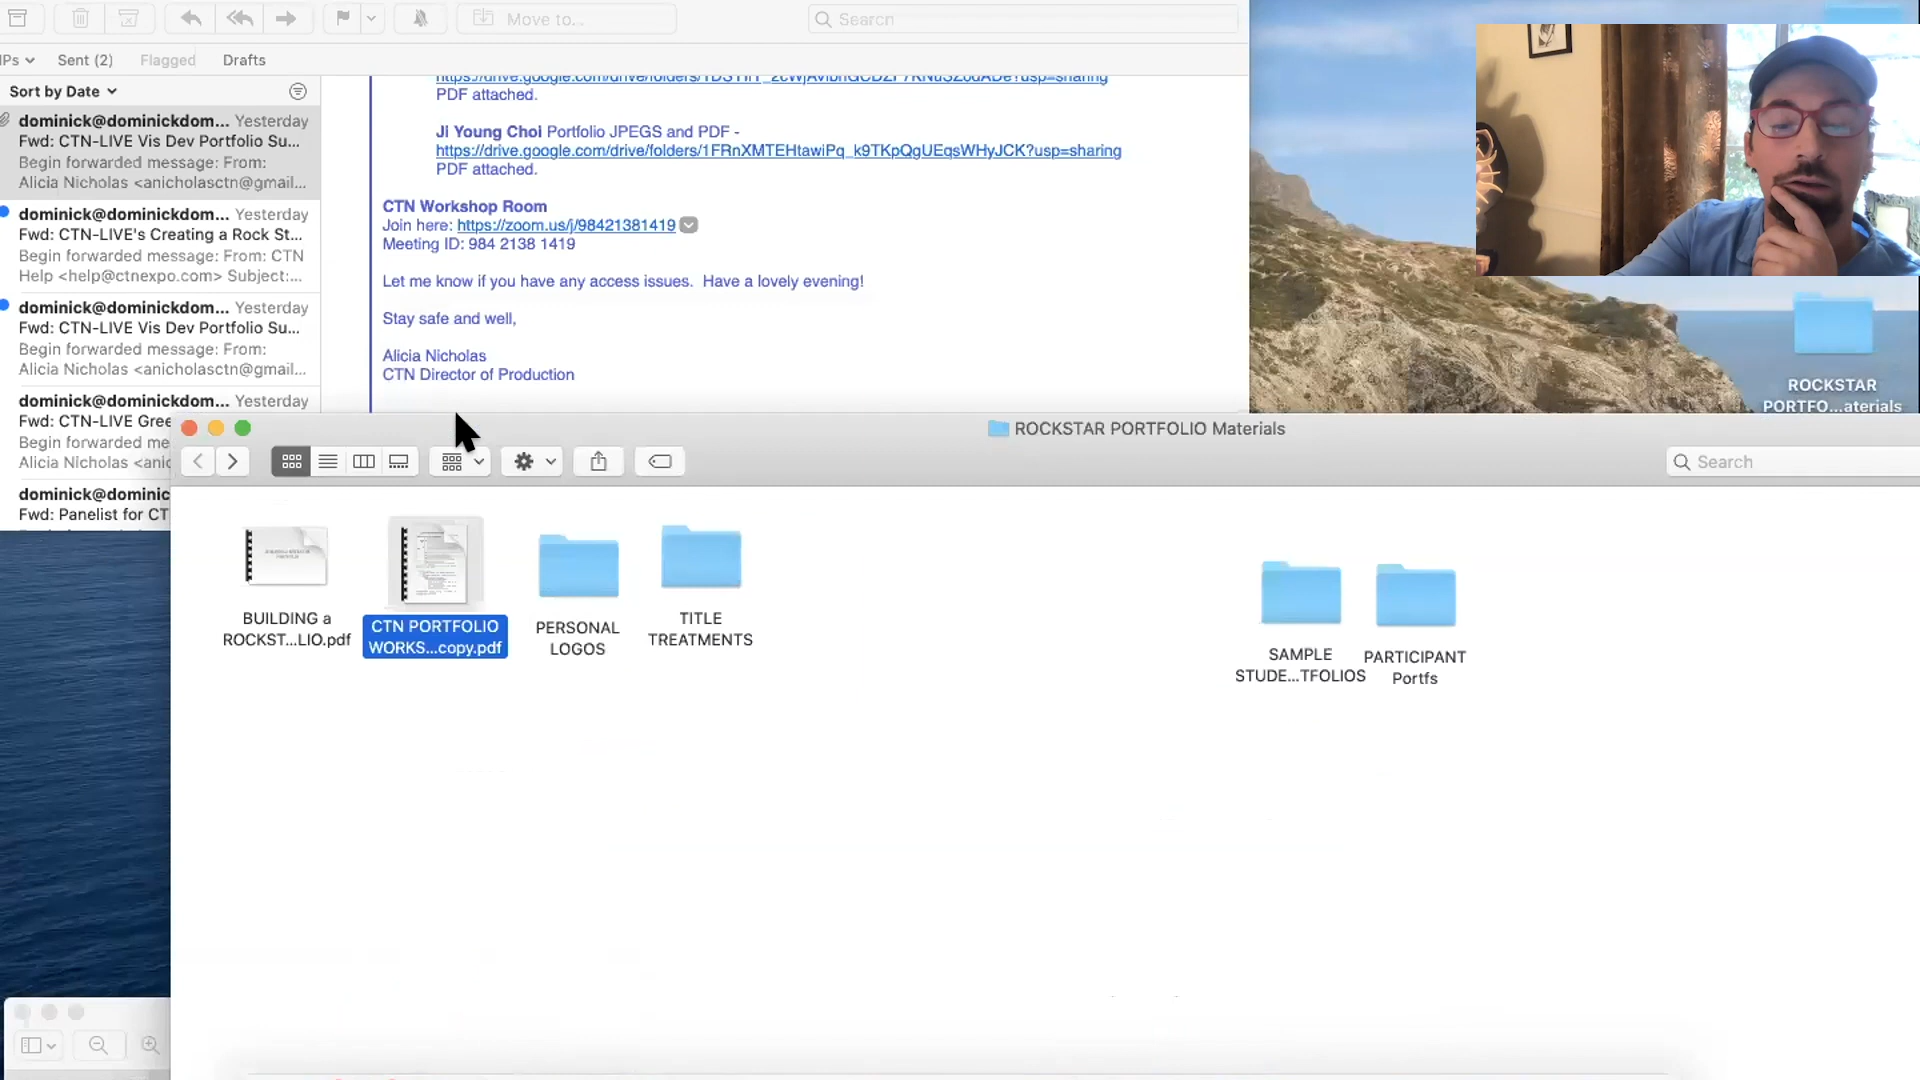 Move to...
Search
IPs
Sent (2)
Flagged
Drafts
Sort by Date
dominick@dominickdom... Yesterday
Fwd: CTN-LIVE Vis Dev Portfolio Su...
Begin forwarded message: From:
Alicia Nicholas <anicholasctn@gmail...
dominick@dominickdom... Yesterday
Fwd: CTN-LIVE's Creating a Rock St...
Begin forwarded message: From: CTN
Help <help@ctnexpo.com> Subject:...
dominick@dominickdom... Yesterday
Fwd: CTN-LIVE Vis Dev Portfolio Su...
Begin forwarded message: From:
Alicia Nicholas <anicholasctn@gmail...
dominick@dominickdom... Yesterday
Fwd: CTN-LIVE Gree
Begin forwarded me
Alicia Nicholas <anic
dominick@dominick
Fwd: Panelist for CT
PDF attached.
JI Young Choi Portfolio JPEGS and PDF -
https://drive.google.com/drive/folders/1FRnXMTEHtawiPq_k9TKpQgUEqsWHyJCK?usp=sharing
PDF attached.
CTN Workshop Room
Join here: https://zoom.us/j/98421381419
Meeting ID: 984 2138 1419
Let me know if you have any access issues. Have a lovely evening!
Stay safe and well,
Alicia Nicholas
CTN Director of Production
ROCKSTAR
PORTFO...aterials
ROCKSTAR PORTFOLIO Materials
Search
BUILDING a
ROCKST...LIO.pdf
CTN PORTFOLIO
WORKS...copy.pdf
PERSONAL
LOGOS
TITLE
TREATMENTS
SAMPLE
STUDE...TFOLIOS
PARTICIPANT
Portfs